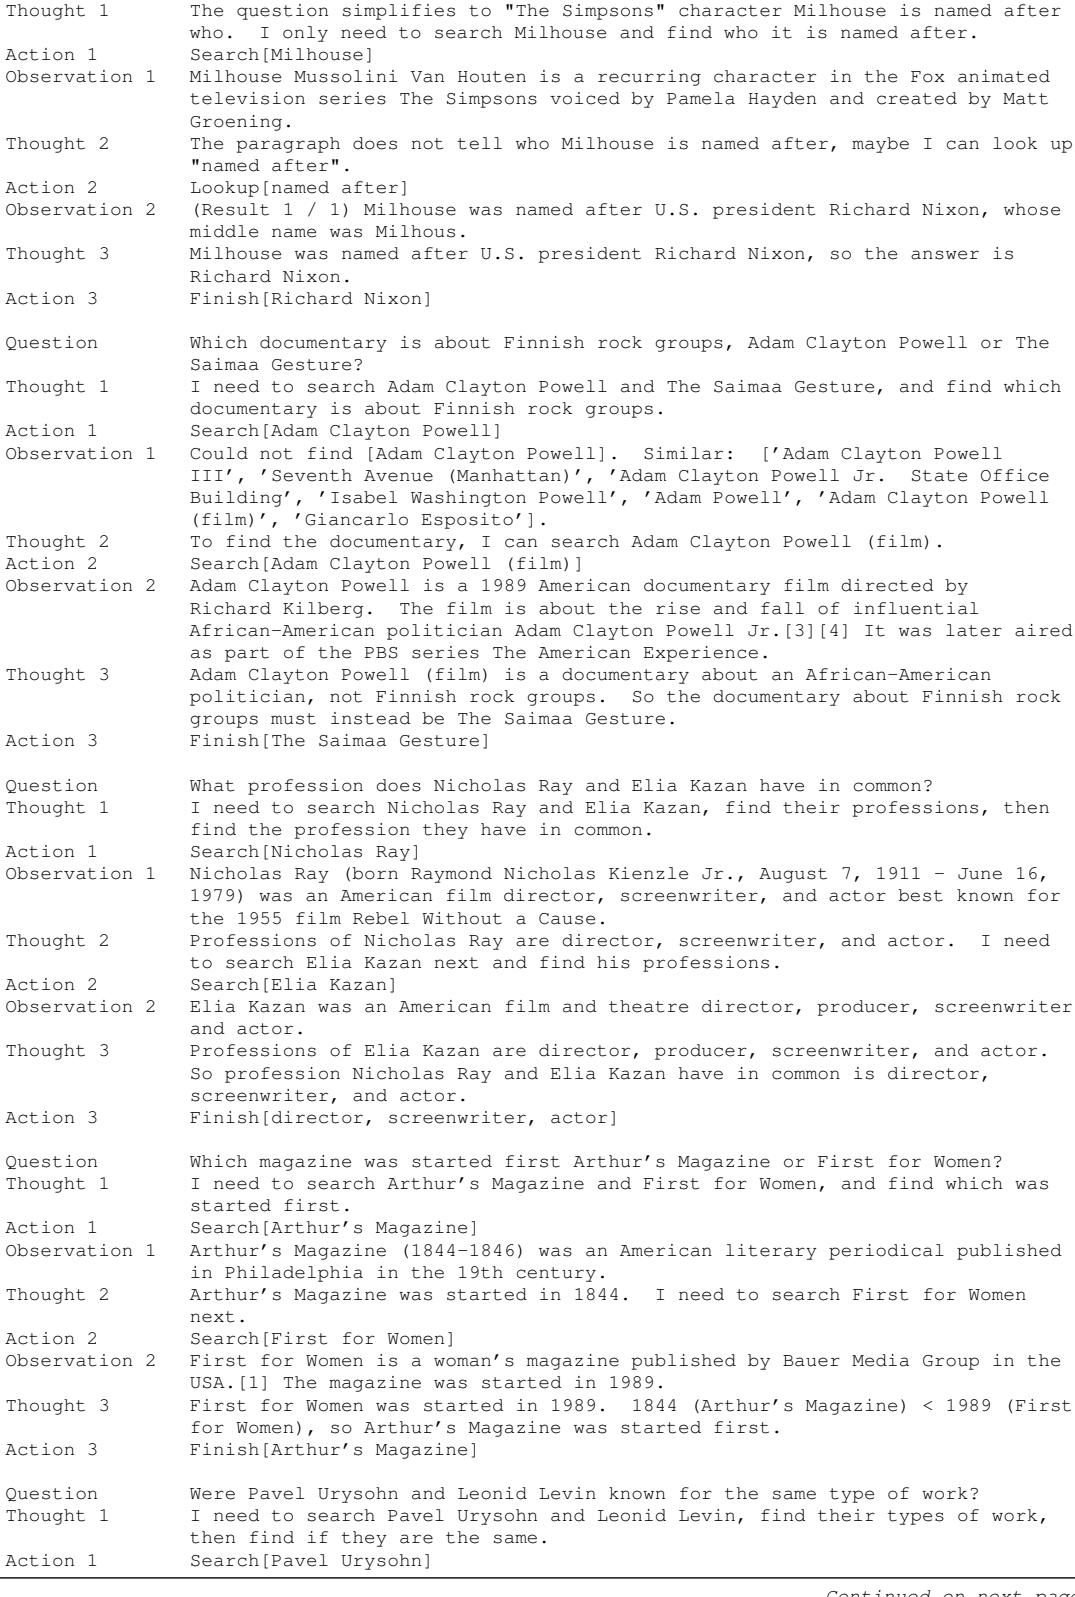 Thought 1 The question simplifies to "The Simpsons" character Milhouse is named after
who. I only need to search Milhouse and find who it is named after.
Action 1 Search[Milhouse]
Observation 1 Milhouse Mussolini Van Houten is a recurring character in the Fox animated
television series The Simpsons voiced by Pamela Hayden and created by Matt
Groening.
Thought 2 The paragraph does not tell who Milhouse is named after, maybe I can look up
"named after".
Action 2 Lookup[named after]
Observation 2 (Result 1 / 1) Milhouse was named after U.S. president Richard Nixon, whose
middle name was Milhous.
Thought 3 Milhouse was named after U.S. president Richard Nixon, so the answer is
Richard Nixon.
Action 3 Finish[Richard Nixon]
Question Which documentary is about Finnish rock groups, Adam Clayton Powell or The
Saimaa Gesture?
Thought 1 I need to search Adam Clayton Powell and The Saimaa Gesture, and find which
documentary is about Finnish rock groups.
Action 1 Search[Adam Clayton Powell]
Observation 1 Could not find [Adam Clayton Powell]. Similar: ['Adam Clayton Powell
III', 'Seventh Avenue (Manhattan)', 'Adam Clayton Powell Jr. State Office
Building', 'Isabel Washington Powell', 'Adam Powell', 'Adam Clayton Powell
(film)', 'Giancarlo Esposito'].
Thought 2 To find the documentary, I can search Adam Clayton Powell (film).
Action 2 Search[Adam Clayton Powell (film)]
Observation 2 Adam Clayton Powell is a 1989 American documentary film directed by
Richard Kilberg. The film is about the rise and fall of influential
African-American politician Adam Clayton Powell Jr.[3][4] It was later aired
as part of the PBS series The American Experience.
Thought 3 Adam Clayton Powell (film) is a documentary about an African-American
politician, not Finnish rock groups. So the documentary about Finnish rock
groups must instead be The Saimaa Gesture.
Action 3 Finish[The Saimaa Gesture]
Question What profession does Nicholas Ray and Elia Kazan have in common?
Thought 1 I need to search Nicholas Ray and Elia Kazan, find their professions, then
find the profession they have in common.
Action 1 Search[Nicholas Ray]
Observation 1 Nicholas Ray (born Raymond Nicholas Kienzle Jr., August 7, 1911 – June 16,
1979) was an American film director, screenwriter, and actor best known for
the 1955 film Rebel Without a Cause.
Thought 2 Professions of Nicholas Ray are director, screenwriter, and actor. I need
to search Elia Kazan next and find his professions.
Action 2 Search[Elia Kazan]
Observation 2 Elia Kazan was an American film and theatre director, producer, screenwriter
and actor.
Thought 3 Professions of Elia Kazan are director, producer, screenwriter, and actor.
So profession Nicholas Ray and Elia Kazan have in common is director,
screenwriter, and actor.
Action 3 Finish[director, screenwriter, actor]
Question Which magazine was started first Arthur's Magazine or First for Women?
Thought 1 I need to search Arthur's Magazine and First for Women, and find which was
started first.
Action 1 Search[Arthur's Magazine]
Observation 1 Arthur's Magazine (1844-1846) was an American literary periodical published
in Philadelphia in the 19th century.
Thought 2 Arthur's Magazine was started in 1844. I need to search First for Women
next.
Action 2 Search[First for Women]
Observation 2 First for Women is a woman's magazine published by Bauer Media Group in the
USA.[1] The magazine was started in 1989.
Thought 3 First for Women was started in 1989. 1844 (Arthur's Magazine) < 1989 (First
for Women), so Arthur's Magazine was started first.
Action 3 Finish[Arthur's Magazine]
Question Were Pavel Urysohn and Leonid Levin known for the same type of work?
Thought 1 I need to search Pavel Urysohn and Leonid Levin, find their types of work,
then find if they are the same.
Action 1 Search[Pavel Urysohn]
Continued on next page